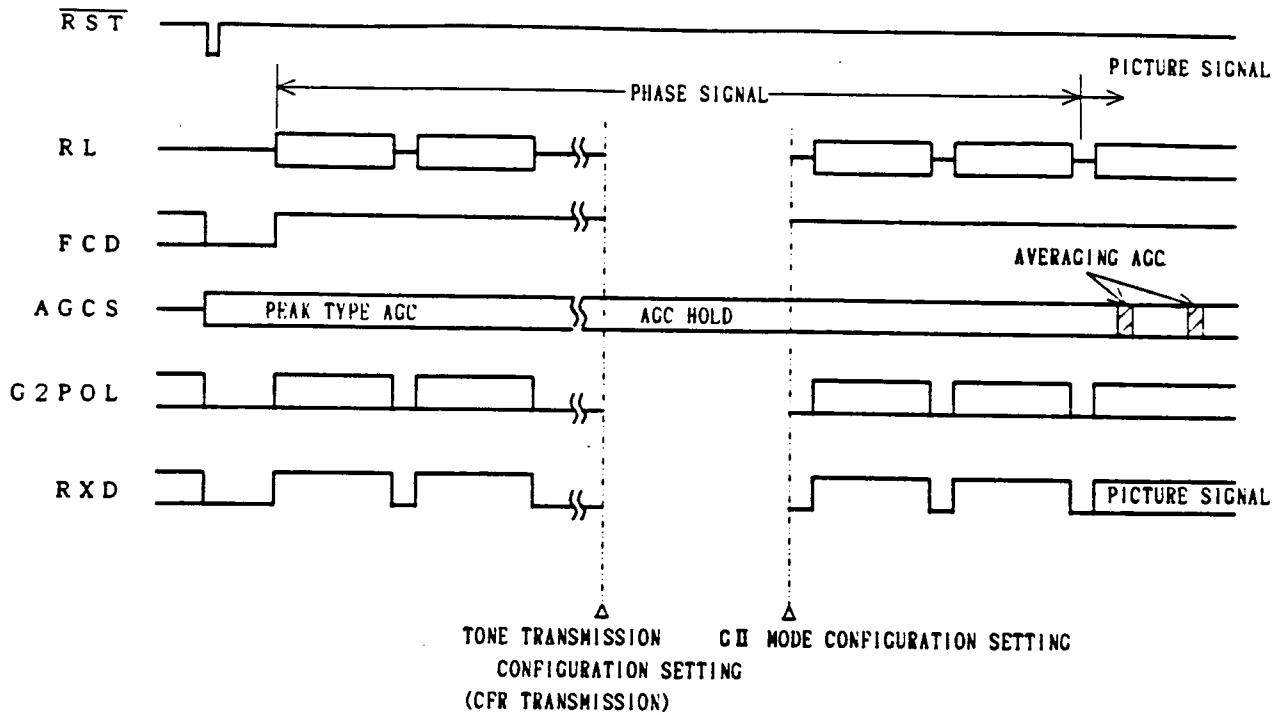 RST
PICTURE SIGNAL
PHASE SIGNAL
RL
FCD
AVERAGING AGC
AGCS
PEAK TYPE AGC
AGC HOLD
G2POL
RXD
PICTURE SIGNAL
TONE TRANSMISSION
CONFIGURATION SETTING
(CFR TRANSMISSION)
GⅡ MODE CONFIGURATION SETTING